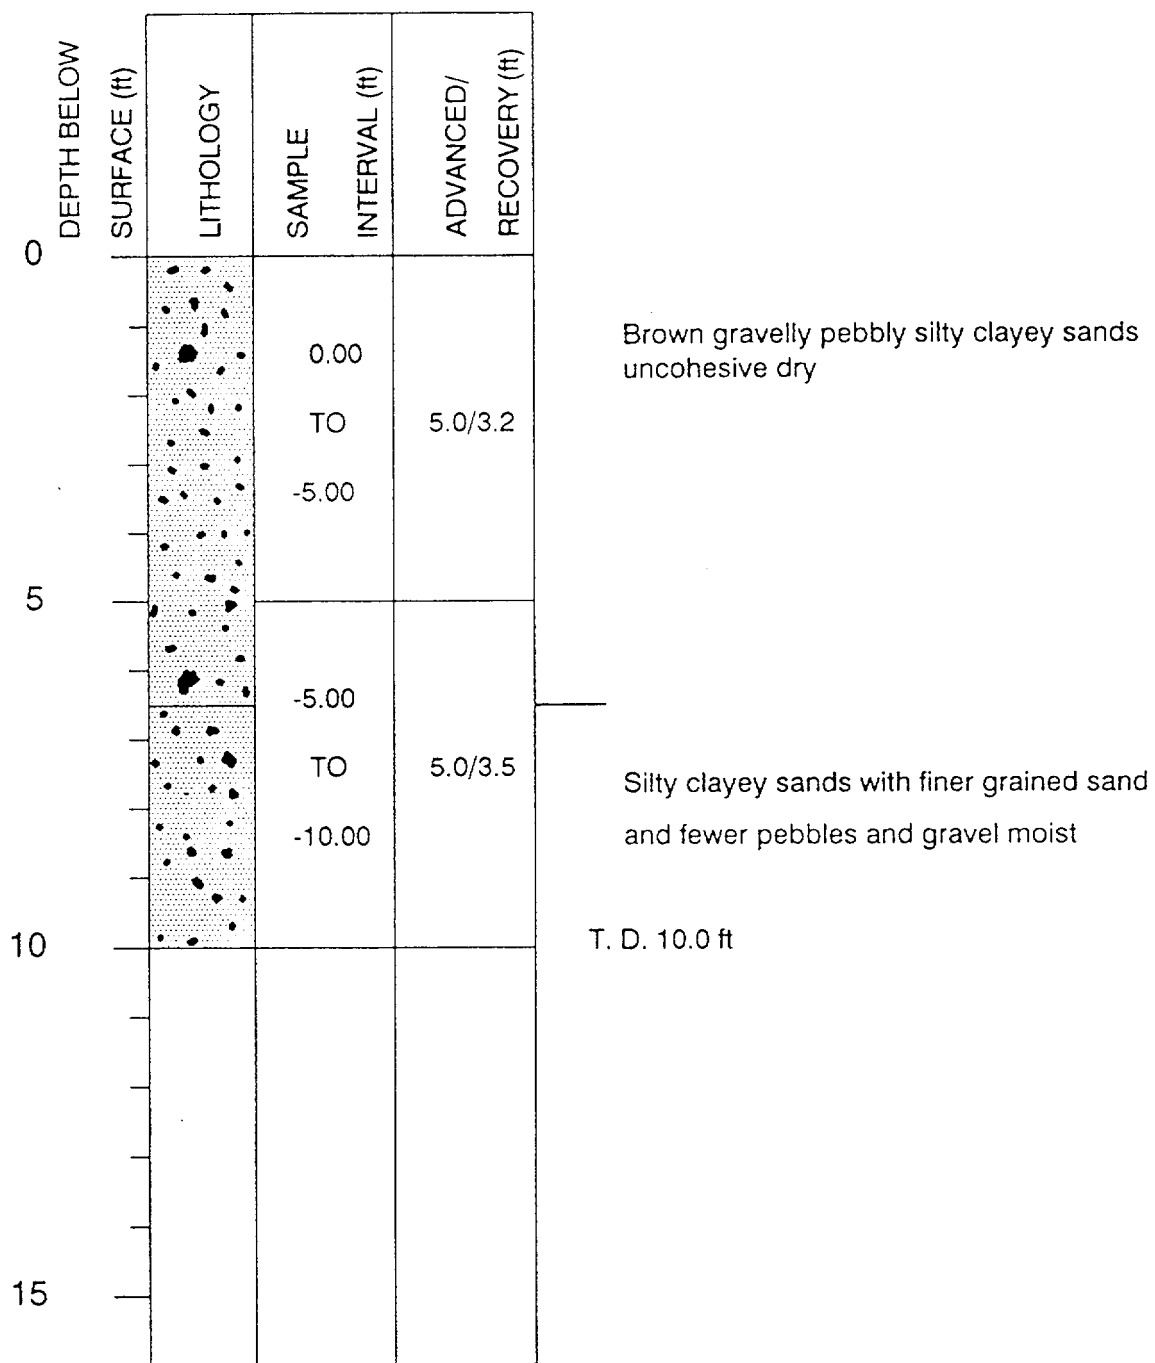 DEPTH BELOW
SURFACE (ft)
LITHOLOGY
SAMPLE
INTERVAL (ft)
ADVANCED/
RECOVERY (ft)
0
0.00
Brown gravelly pebbly silty clayey sands
uncohesive dry
TO
5.0/3.2
-5.00
5
-5.00
TO
5.0/3.5
Silty clayey sands with finer grained sand
-10.00
and fewer pebbles and gravel moist
10
T. D. 10.0 ft
15